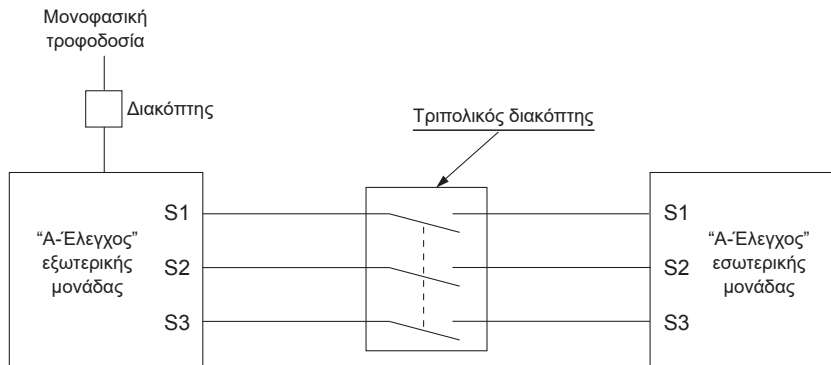 Μονοφασική
τροφοδοσία
Διακόπτης
Τριπολικός διακόπτης
“Α-Έλεγχος”
εξωτερικής
μονάδας
S1
S2
S3
S1
S2
S3
“Α-Έλεγχος”
εσωτερικής
μονάδας